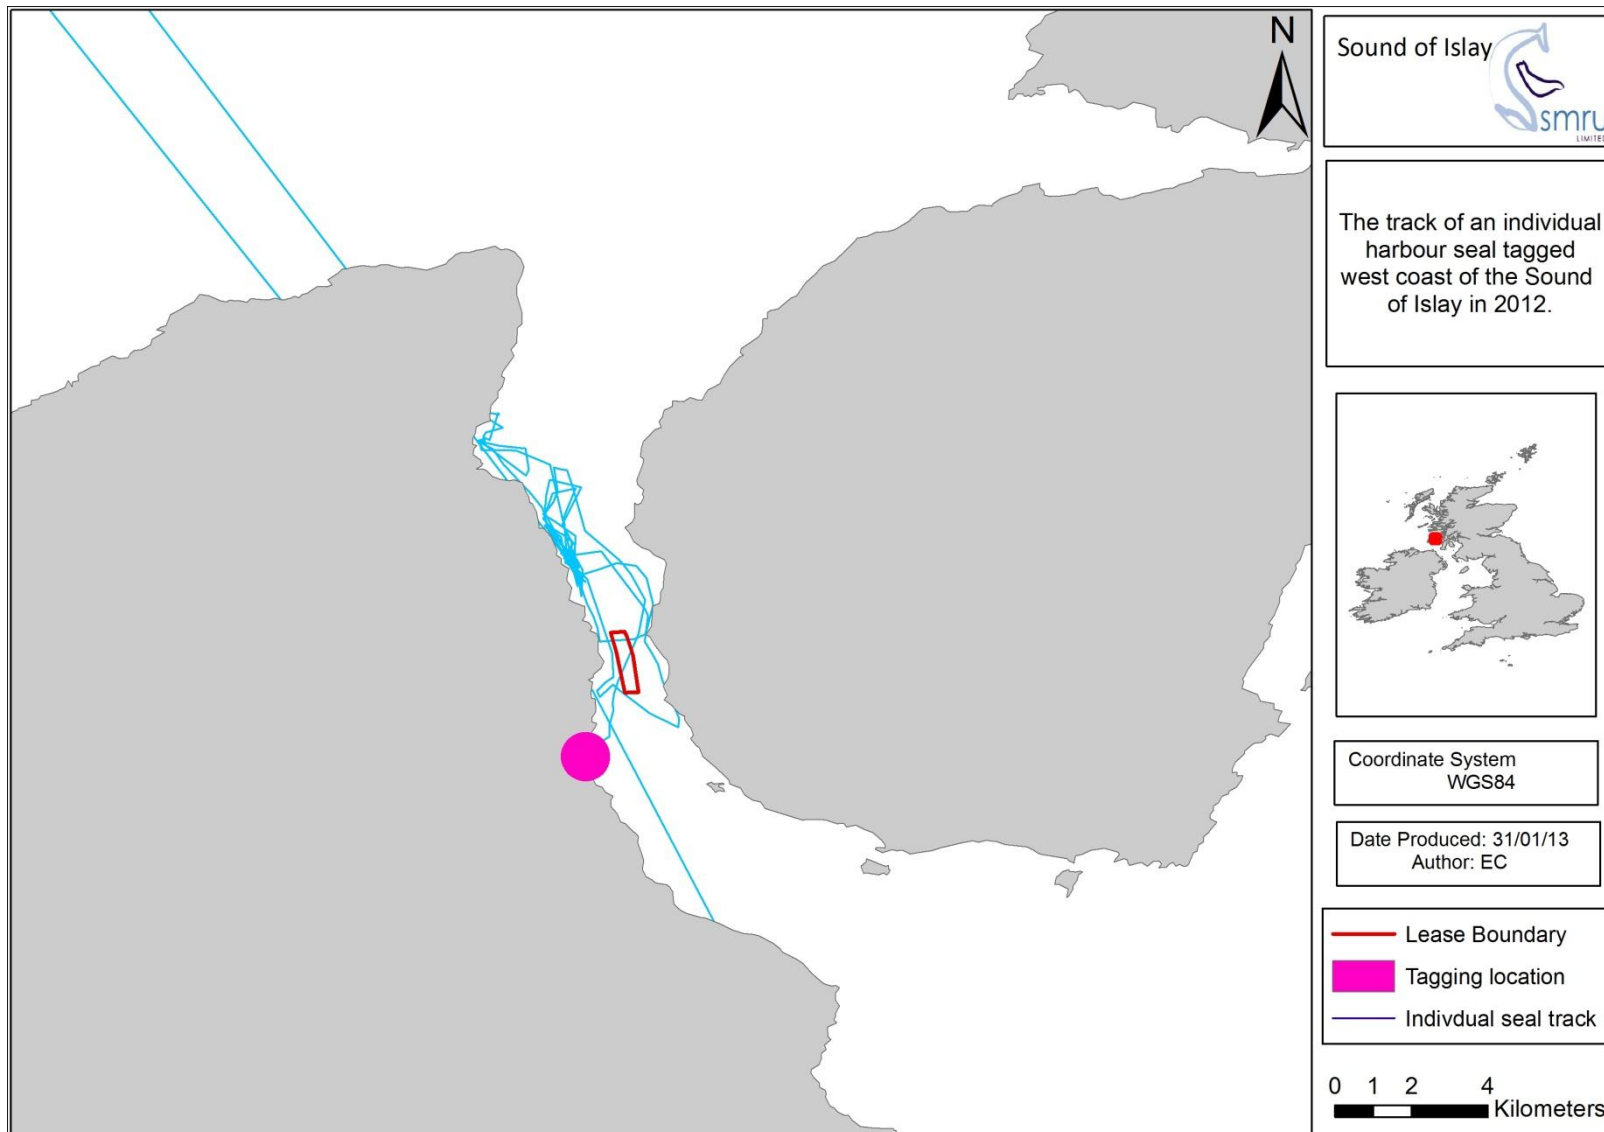 N
Sound of Islay
smru
LIMITED
The track of an individual
harbour seal tagged
west coast of the Sound
of Islay in 2012.
Coordinate System
WGS84
Date Produced: 31/01/13
Author: EC
Lease Boundary
Tagging location
Indivdual seal track
0 1 2 4
Kilometers